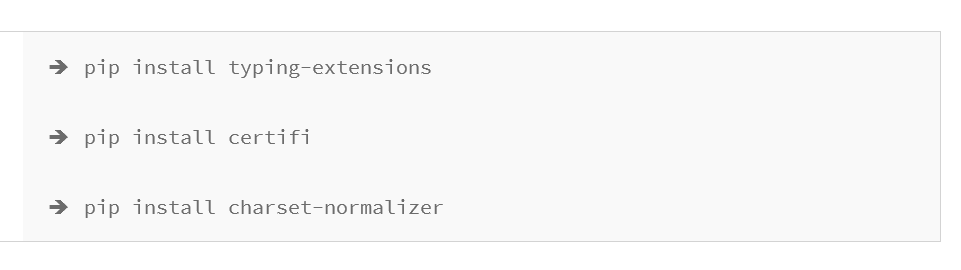 ➔ pip install typing-extensions
➔ pip install certifi
➔ pip install charset-normalizer